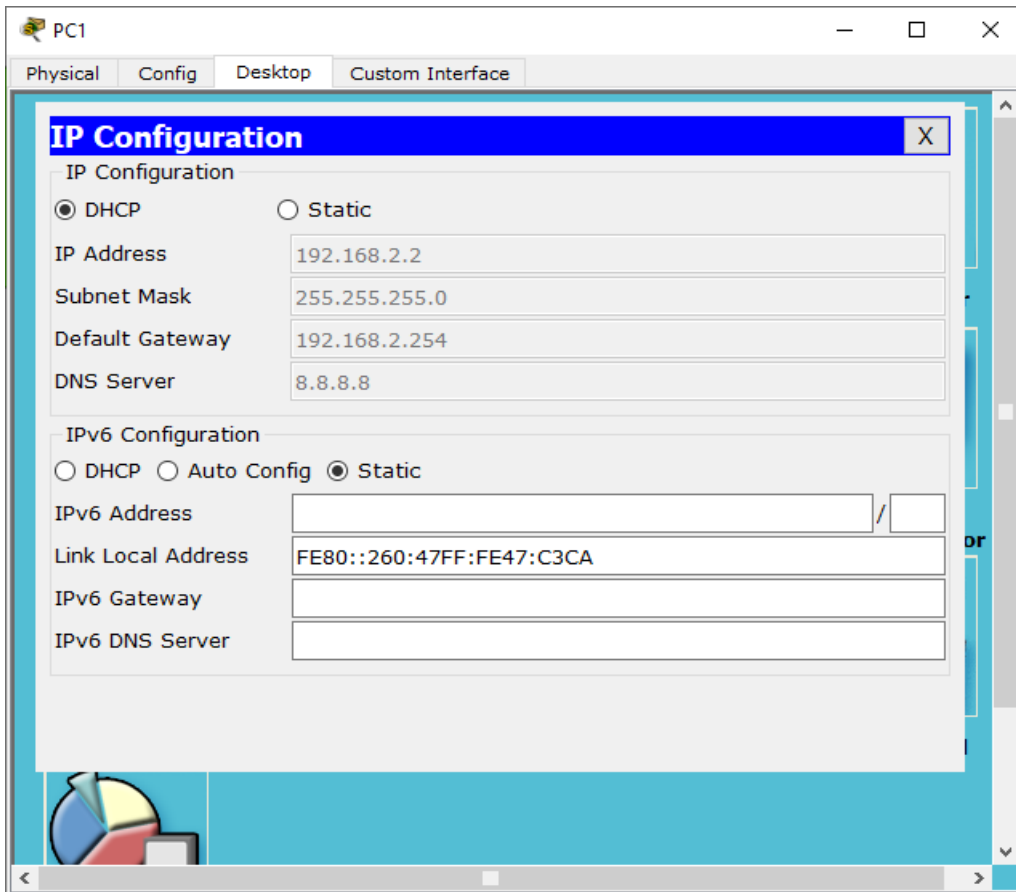 PC1
Physical Config Desktop Custom Interface
IP Configuration X
IP Configuration
DHCP Static
IP Address 192.168.2.2
Subnet Mask 255.255.255.0
Default Gateway 192.168.2.254
DNS Server 8.8.8.8
IPv6 Configuration
DHCP Auto Config Static
IPv6 Address /
Link Local Address FE80::260:47FF:FE47:C3CA
IPv6 Gateway
IPv6 DNS Server
or